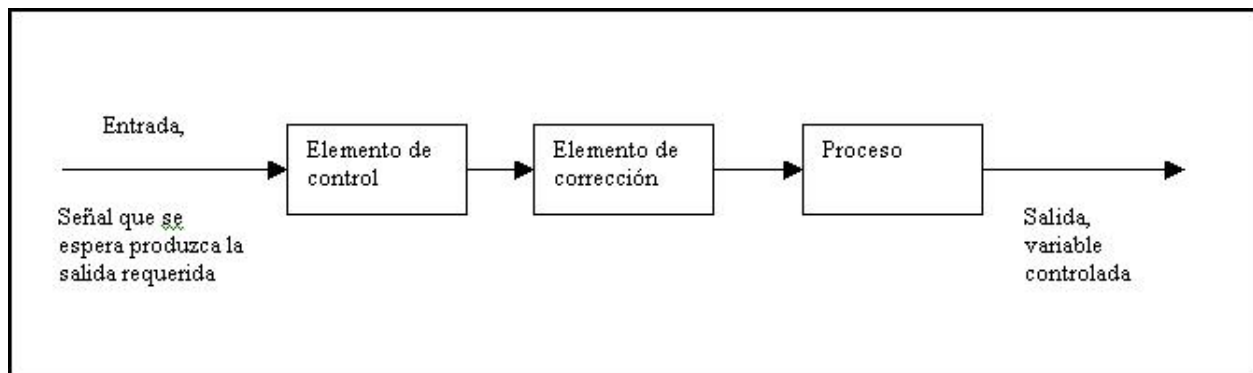 Entrada,
Señal que se
espera produzca la
salida requerida
Elemento de
control
Elemento de
corrección
Proceso
Salida,
variable
controlada